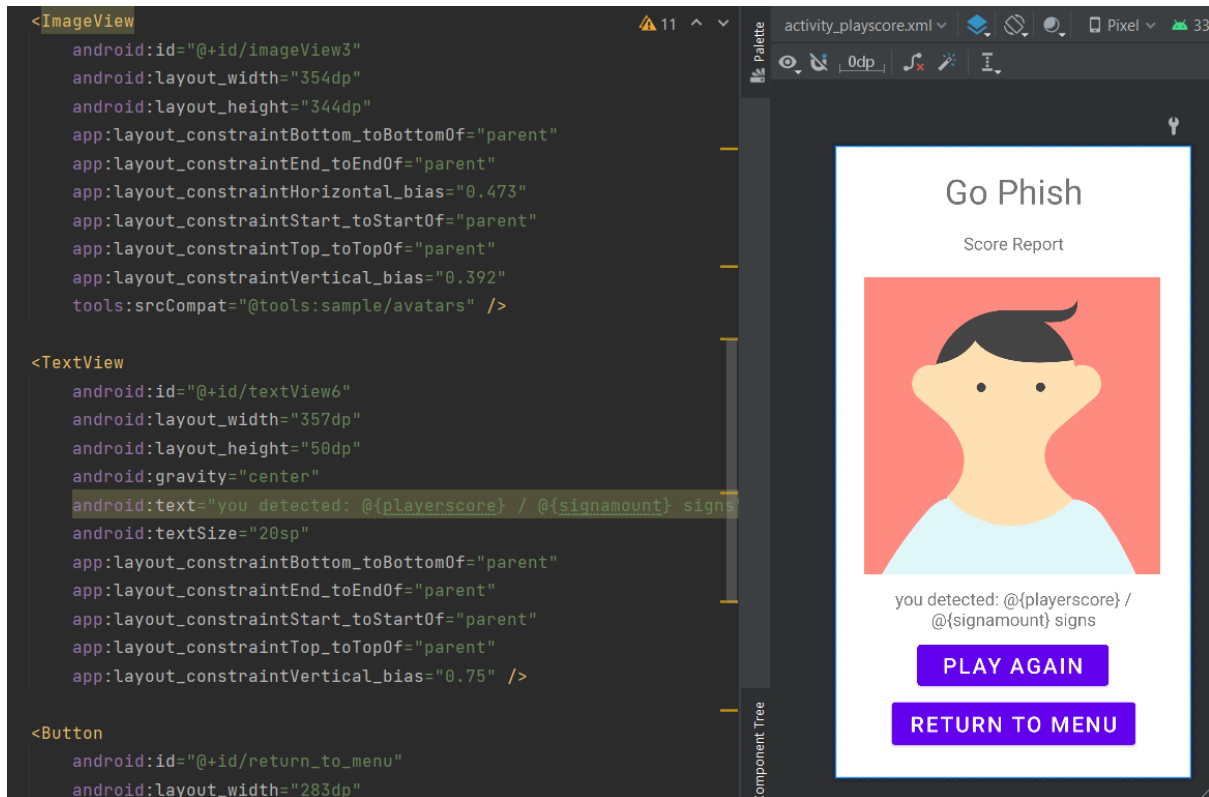 <ImageView
android:id="@+id/imageView3"
android:layout_width="354dp"
android:layout_height="344dp"
app:layout_constraintBottom_toBottomOf="parent"
app:layout_constraintEnd_toEndOf="parent"
app:layout_constraintHorizontal_bias="0.473"
app:layout_constraintStart_toStartOf="parent"
app:layout_constraintTop_toTopOf="parent"
app:layout_constraintVertical_bias="0.392"
tools:srcCompat="@tools:sample/avatars" />
<TextView
android:id="@+id/textView6"
android:layout_width="357dp"
android:layout_height="50dp"
android:gravity="center"
android:text="you detected: @{playerscore} / @{signamount} signs
android:textSize="20sp"
app:layout_constraintBottom_toBottomOf="parent"
app:layout_constraintEnd_toEndOf="parent"
app:layout_constraintStart_toStartOf="parent"
app:layout_constraintTop_toTopOf="parent"
app:layout_constraintVertical_bias="0.75" />
<Button
android:id="@+id/return_to_menu"
android:layout_width="283dp"
11
Palette
Component Tree
activity_playscore.xml
Pixel
33
0dp
Go Phish
Score Report
you detected: @{playerscore} /
@{signamount} signs
PLAY AGAIN
RETURN TO MENU